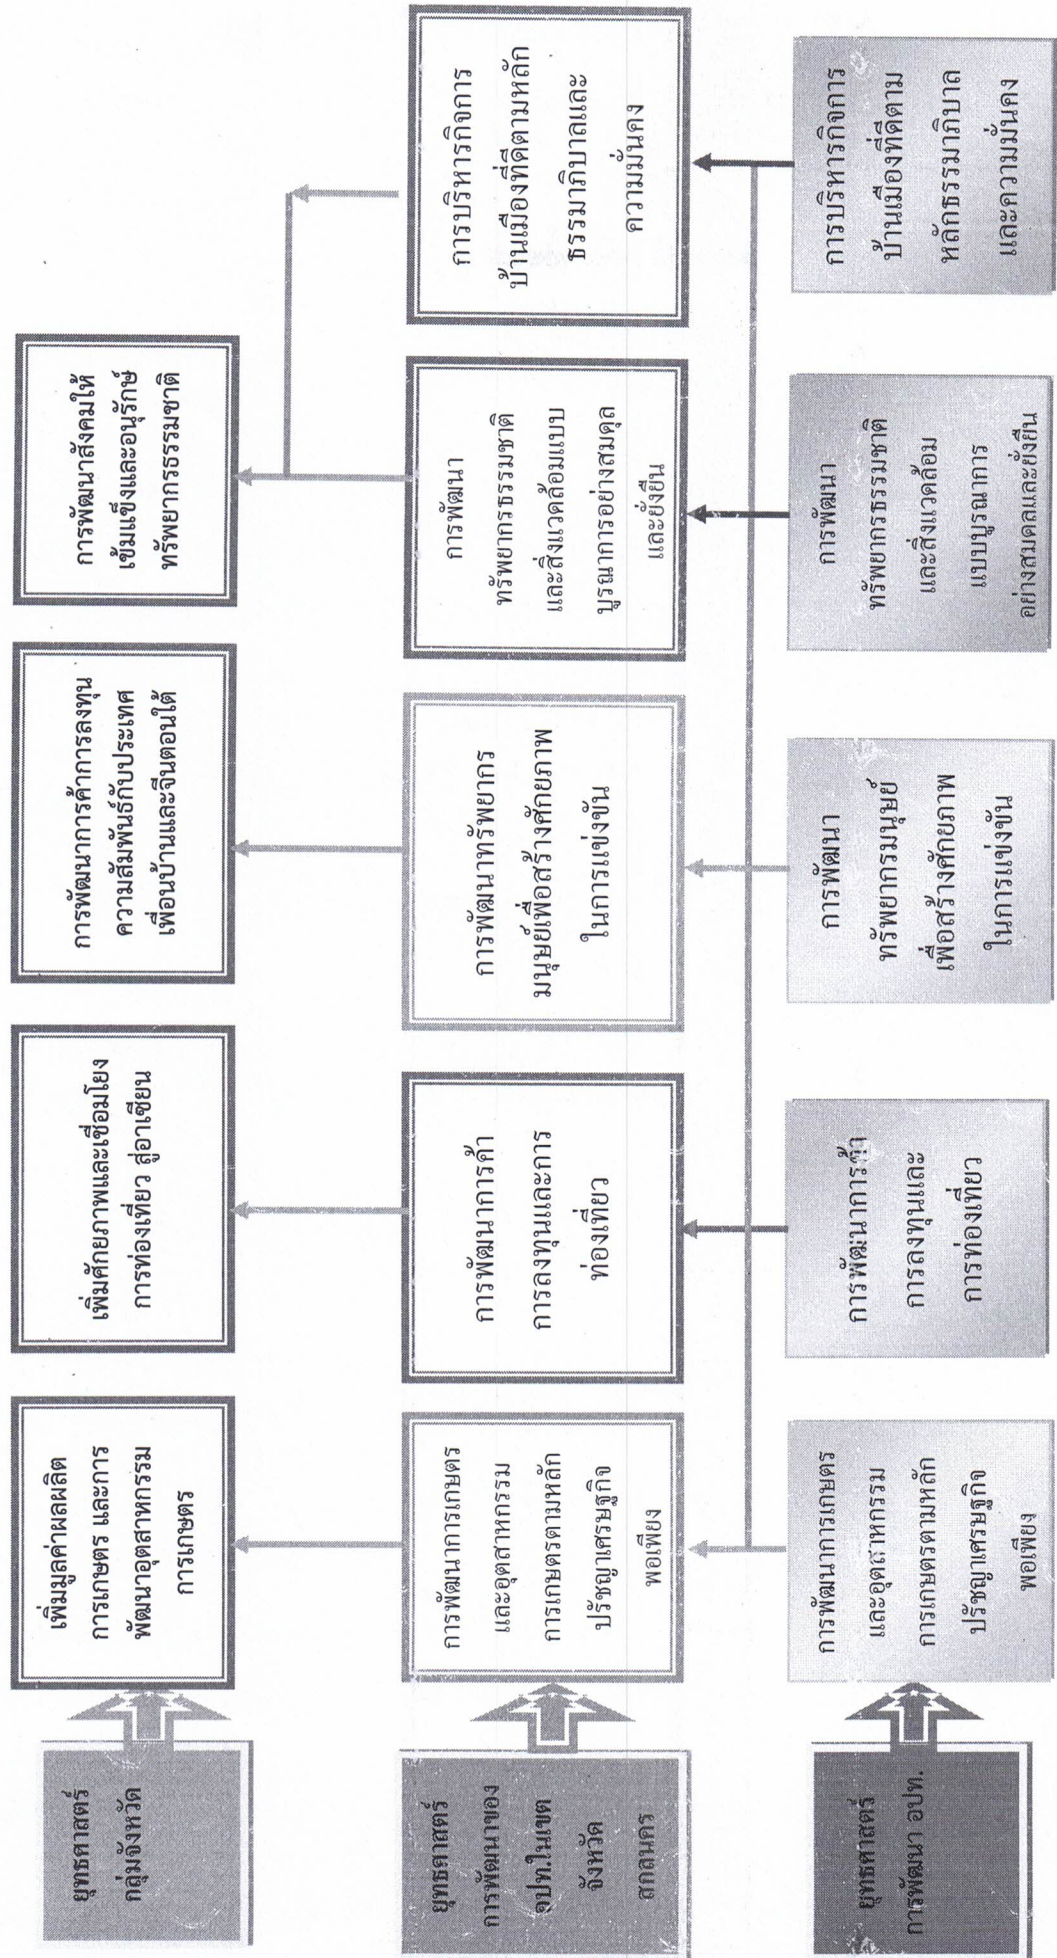 ยุทธศาสตร์
กลุ่มจังหวัด
เพิ่มมูลค่าผลผลิต
การเกษตร และการ
พัฒนาอุตสาหกรรม
การเกษตร
เพิ่มศักยภาพและเชื่อมโยง
การท่องเที่ยว สู่อาเซียน
การพัฒนาการค้าการลงทุน
ความสัมพันธ์กับประเทศ
เพื่อนบ้านและจีนตอนใต้
การพัฒนาสังคมให้
เข้มแข็งและอนุรักษ์
ทรัพยากรธรรมชาติ
ยุทธศาสตร์
การพัฒนาของ
อปท.ในเขต
จังหวัด
สกลนคร
การพัฒนาการเกษตร
และอุตสาหกรรม
การเกษตรตามหลัก
ปรัชญาเศรษฐกิจ
พอเพียง
การพัฒนาการค้า
การลงทุนและการ
ท่องเที่ยว
การพัฒนาทรัพยากร
มนุษย์เพื่อสร้างศักยภาพ
ในการแข่งขัน
การพัฒนา
ทรัพยากรธรรมชาติ
และสิ่งแวดล้อมแบบ
บูรณาการอย่างสมดุล
และยั่งยืน
การบริหารกิจการ
บ้านเมืองที่ดีตามหลัก
ธรรมาภิบาลและ
ความมั่นคง
ยุทธศาสตร์
การพัฒนา อปท.
การพัฒนาการเกษตร
และอุตสาหกรรม
การเกษตรตามหลัก
ปรัชญาเศรษฐกิจ
พอเพียง
การพัฒนาการค้า
การลงทุนและ
การท่องเที่ยว
การพัฒนา
ทรัพยากรมนุษย์
เพื่อสร้างศักยภาพ
ในการแข่งขัน
การพัฒนา
ทรัพยากรธรรมชาติ
และสิ่งแวดล้อม
แบบบูรณาการ
อย่างสมดุลและยั่งยืน
การบริหารกิจการ
บ้านเมืองที่ดีตาม
หลักธรรมาภิบาล
และความมั่นคง